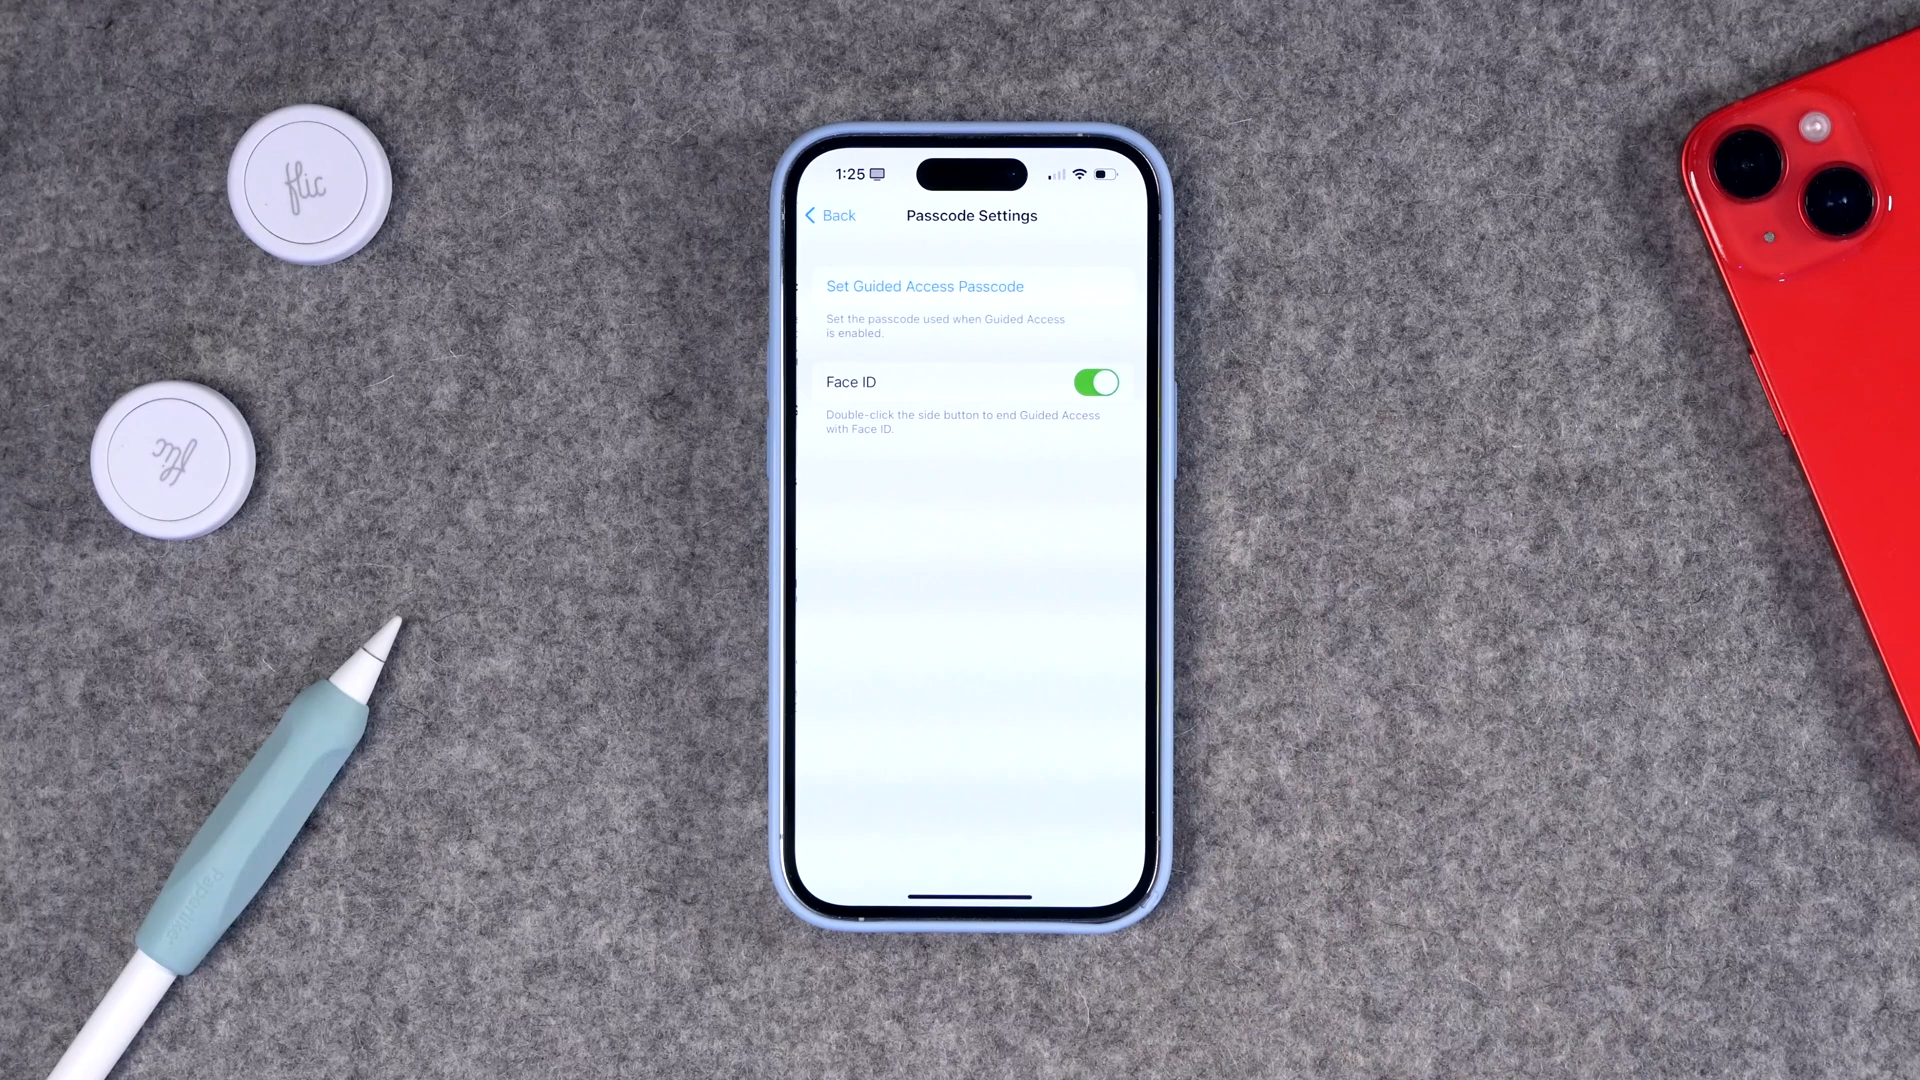 flic
flic
Paperlike
1:25
Back
Passcode Settings
Set Guided Access Passcode
Set the passcode used when Guided Access
is enabled.
Face ID
Double-click the side button to end Guided Access
with Face ID.